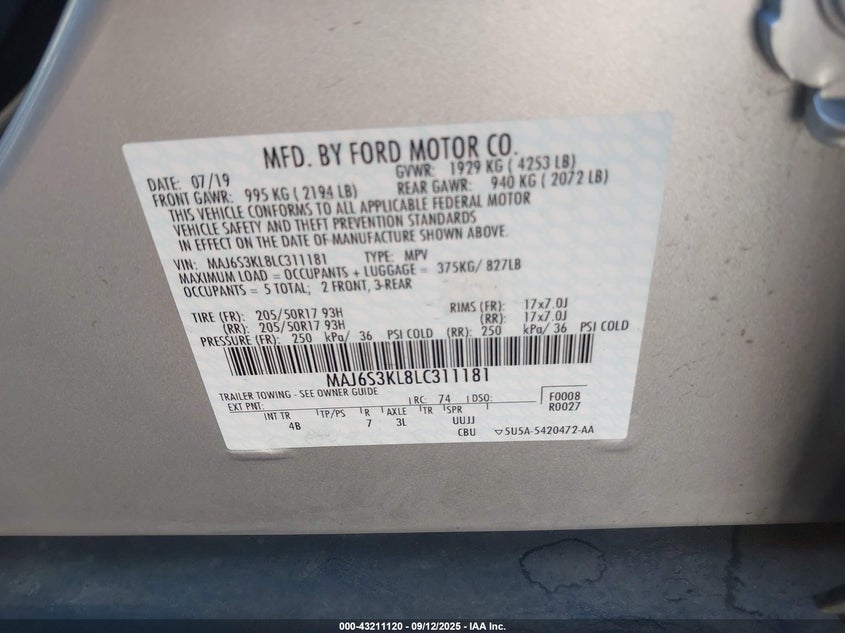 MFD. BY FORD MOTOR CO.
DATE: 07/19 GVWR: 1929 KG ( 4253 LB)
FRONT GAWR: 995 KG ( 2194 LB) REAR GAWR: 940 KG ( 2072 LB)
THIS VEHICLE CONFORMS TO ALL APPLICABLE FEDERAL MOTOR
VEHICLE SAFETY AND THEFT PREVENTION STANDARDS
IN EFFECT ON THE DATE OF MANUFACTURE SHOWN ABOVE.
VIN: MAJ6S3KL8LC311181 TYPE: MPV
MAXIMUM LOAD = OCCUPANTS + LUGGAGE = 375KG/ 827LB
OCCUPANTS = 5 TOTAL; 2 FRONT, 3-REAR
TIRE (FR): 205/50R17 93H RIMS (FR): 17x7.0J
(RR): 205/50R17 93H (RR): 17x7.0J
PRESSURE (FR): 250 kPa/ 36 PSI COLD (RR): 250 kPa/ 36 PSI COLD
MAJ6S3KL8LC311181
TRAILER TOWING - SEE OWNER GUIDE
EXT PNT: RC: 74 DSO: F0008
R0027
INT TR TP/PS R AXLE TR SPR
4B 7 3L UUJJ
CBU 5U5A-5420472-AA
000-43211120 - 09/12/2025 - IAA Inc.